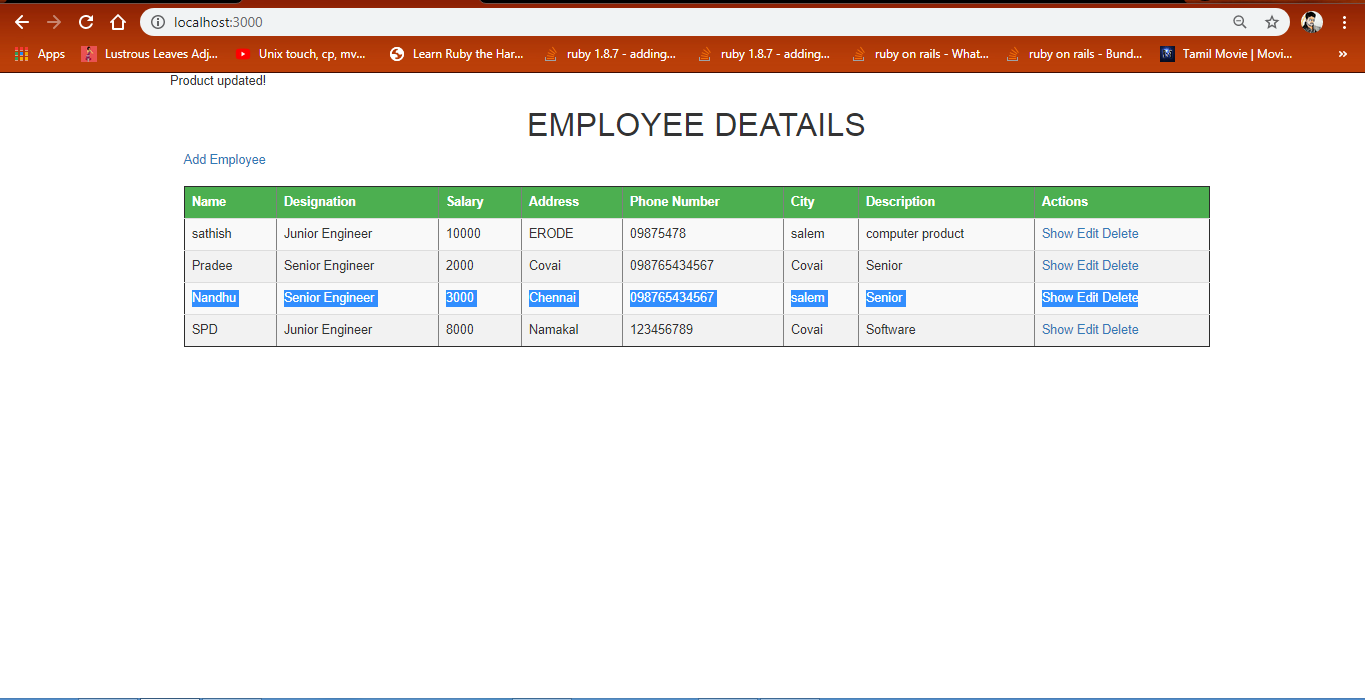 localhost:3000
Apps Lustrous Leaves Adj... Unix touch, cp, mv... Learn Ruby the Har... ruby 1.8.7 - adding... ruby 1.8.7 - adding... ruby on rails - What... ruby on rails - Bund... Tamil Movie | Movi... »
Product updated!
EMPLOYEE DEATAILS
Add Employee
Name Designation Salary Address Phone Number City Description Actions
sathish Junior Engineer 10000 ERODE 09875478 salem computer product Show Edit Delete
Pradee Senior Engineer 2000 Covai 098765434567 Covai Senior Show Edit Delete
Nandhu Senior Engineer 3000 Chennai 098765434567 salem Senior Show Edit Delete
SPD Junior Engineer 8000 Namakal 123456789 Covai Software Show Edit Delete